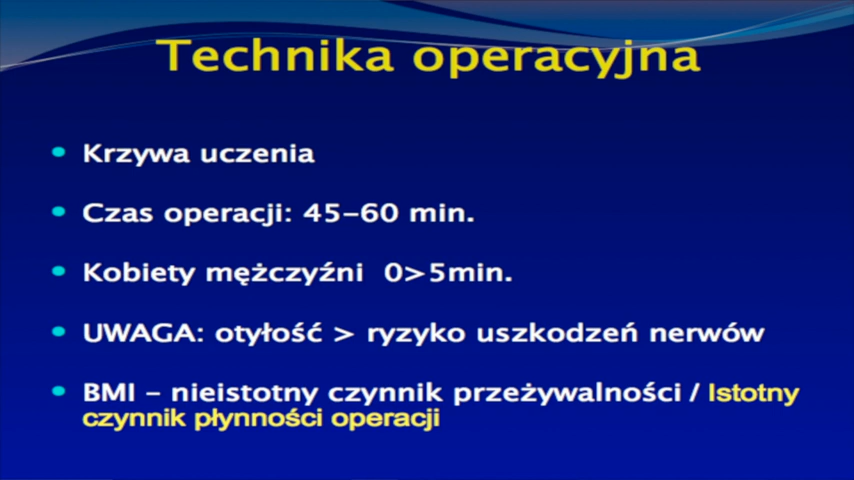 Technika operacyjna
Krzywa uczenia
Czas operacji: 45-60 min.
Kobiety mężczyźni 0>5min.
UWAGA: otyłość > ryzyko uszkodzeń nerwów
BMI – nieistotny czynnik przeżywalności / Istotny
czynnik płynności operacji